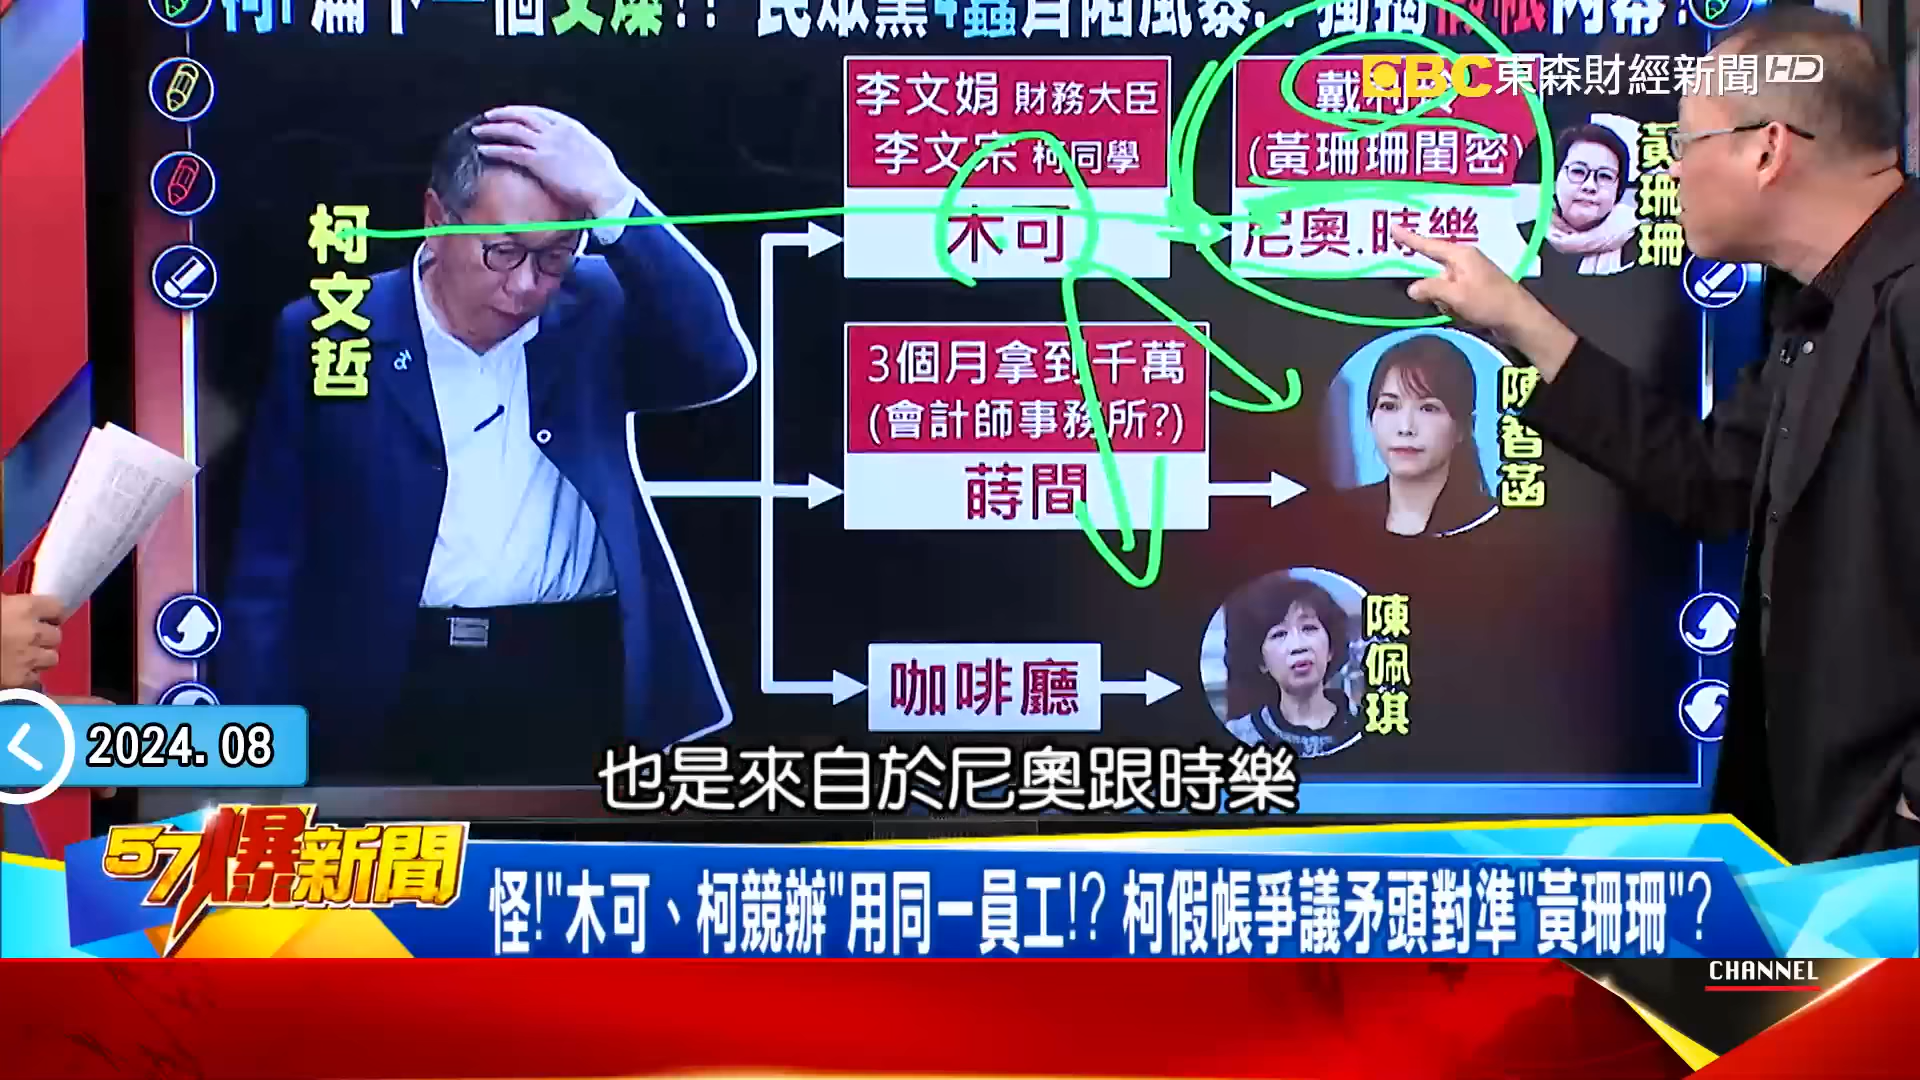 東森財經新聞 HD
李文娟 財務大臣
李文宗 柯同學
木可
戴利玲
(黃珊珊閨密)
尼奧.時樂
黃珊珊
柯文哲
3個月拿到千萬
(會計師事務所?)
蒔間
陳智菡
咖啡廳
陳佩琪
2024.08
也是來自於尼奧跟時樂
57爆新聞
怪!"木可、柯競辦"用同一員工!? 柯假帳爭議矛頭對準"黃珊珊"?
CHANNEL